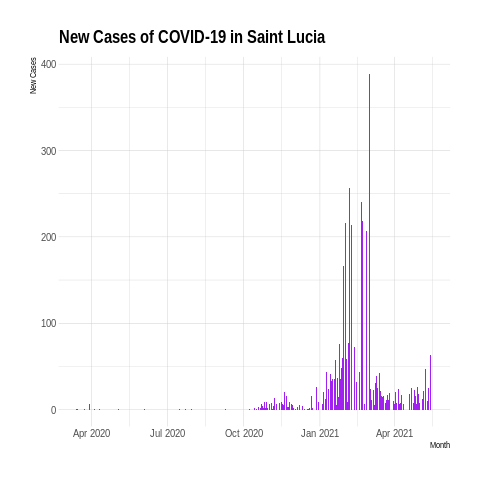 New Cases of COVID-19 in Saint Lucia
New Cases
400
300
200
100
0
Apr 2020 Jul 2020 Oct 2020 Jan 2021 Apr 2021
Month